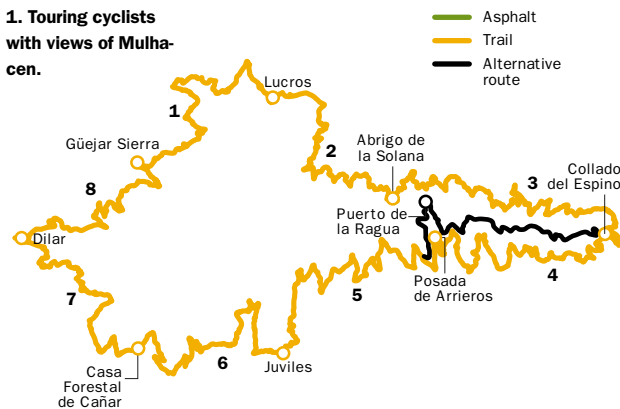 1. Touring cyclists
with views of Mulha-
cen.
Asphalt
Trail
Alternative
route
Lucros
1
Güejar Sierra
2
Abrigo de
la Solana
3
Collado
del Espino
8
Puerto de
la Ragua
Dilar
4
Posada
de Arrieros
5
7
6
Juviles
Casa
Forestal
de Cañar